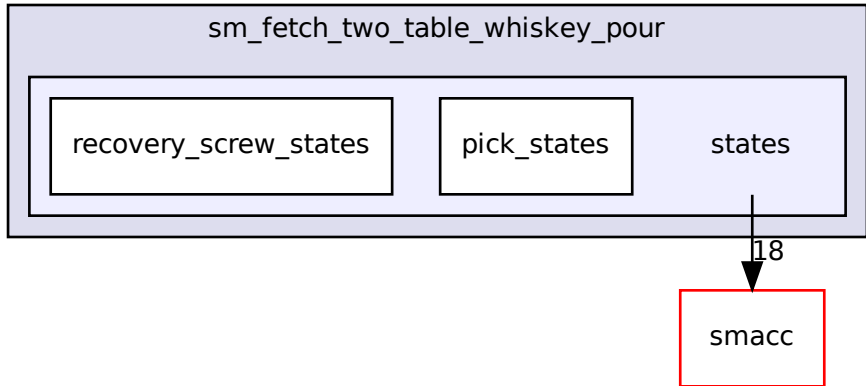 sm_fetch_two_table_whiskey_pour
recovery_screw_states
pick_states
states
18
smacc